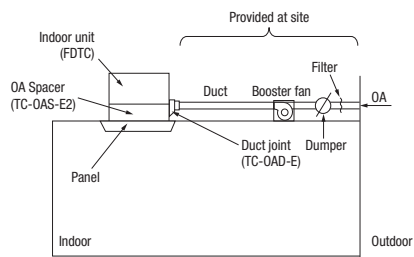 Provided at site
Indoor unit
(FDTC)
Filter
OA Spacer
(TC-OAS-E2)
Duct
Booster fan
OA
Duct joint
(TC-OAD-E)
Dumper
Panel
Indoor
Outdoor